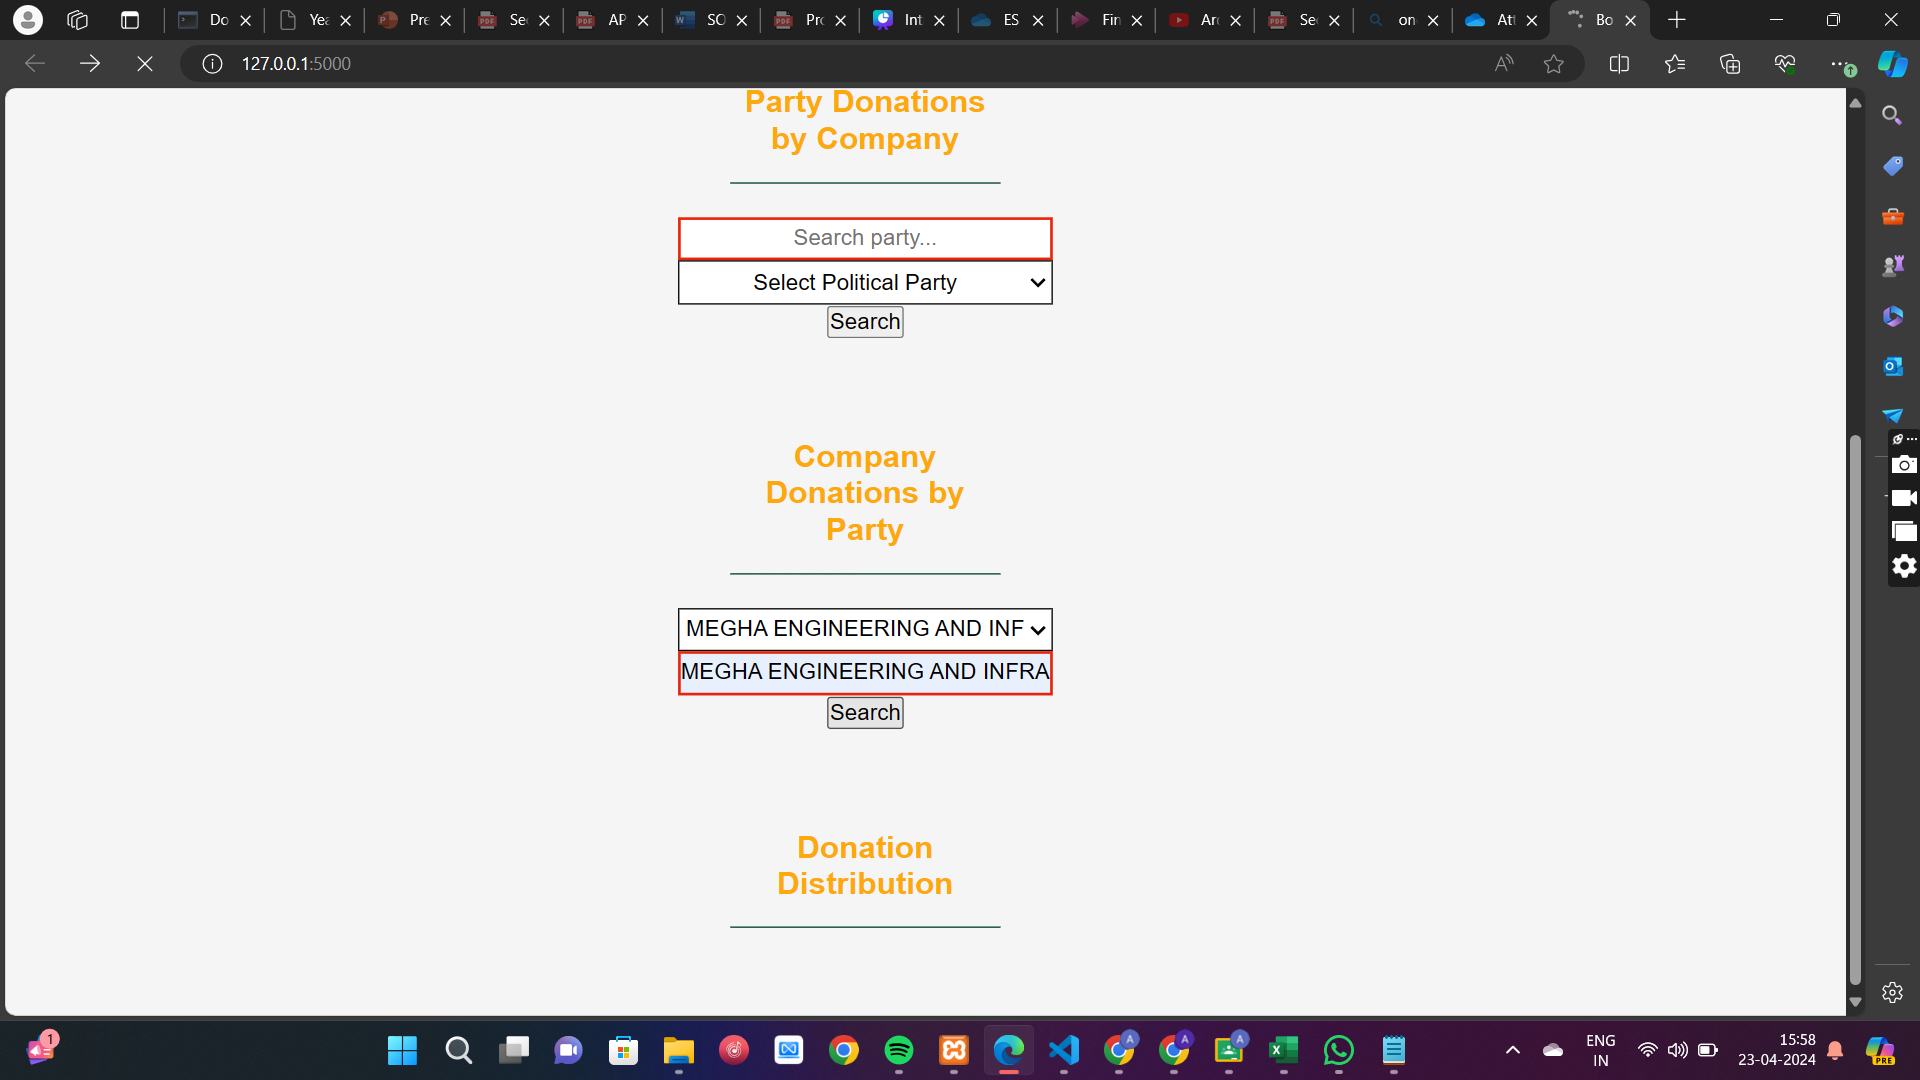 Do
Yea
Pre
Se
AP
SO
Pro
Int
ES
Fin
Arc
Sec
on
Att
Bo
127.0.0.1:5000
Party Donations
by Company
Search party...
Select Political Party
Search
Company
Donations by
Party
MEGHA ENGINEERING AND INF
MEGHA ENGINEERING AND INFRA
Search
Donation
Distribution
1
A
A
A
ENG
IN
15:58
23-04-2024
PRE